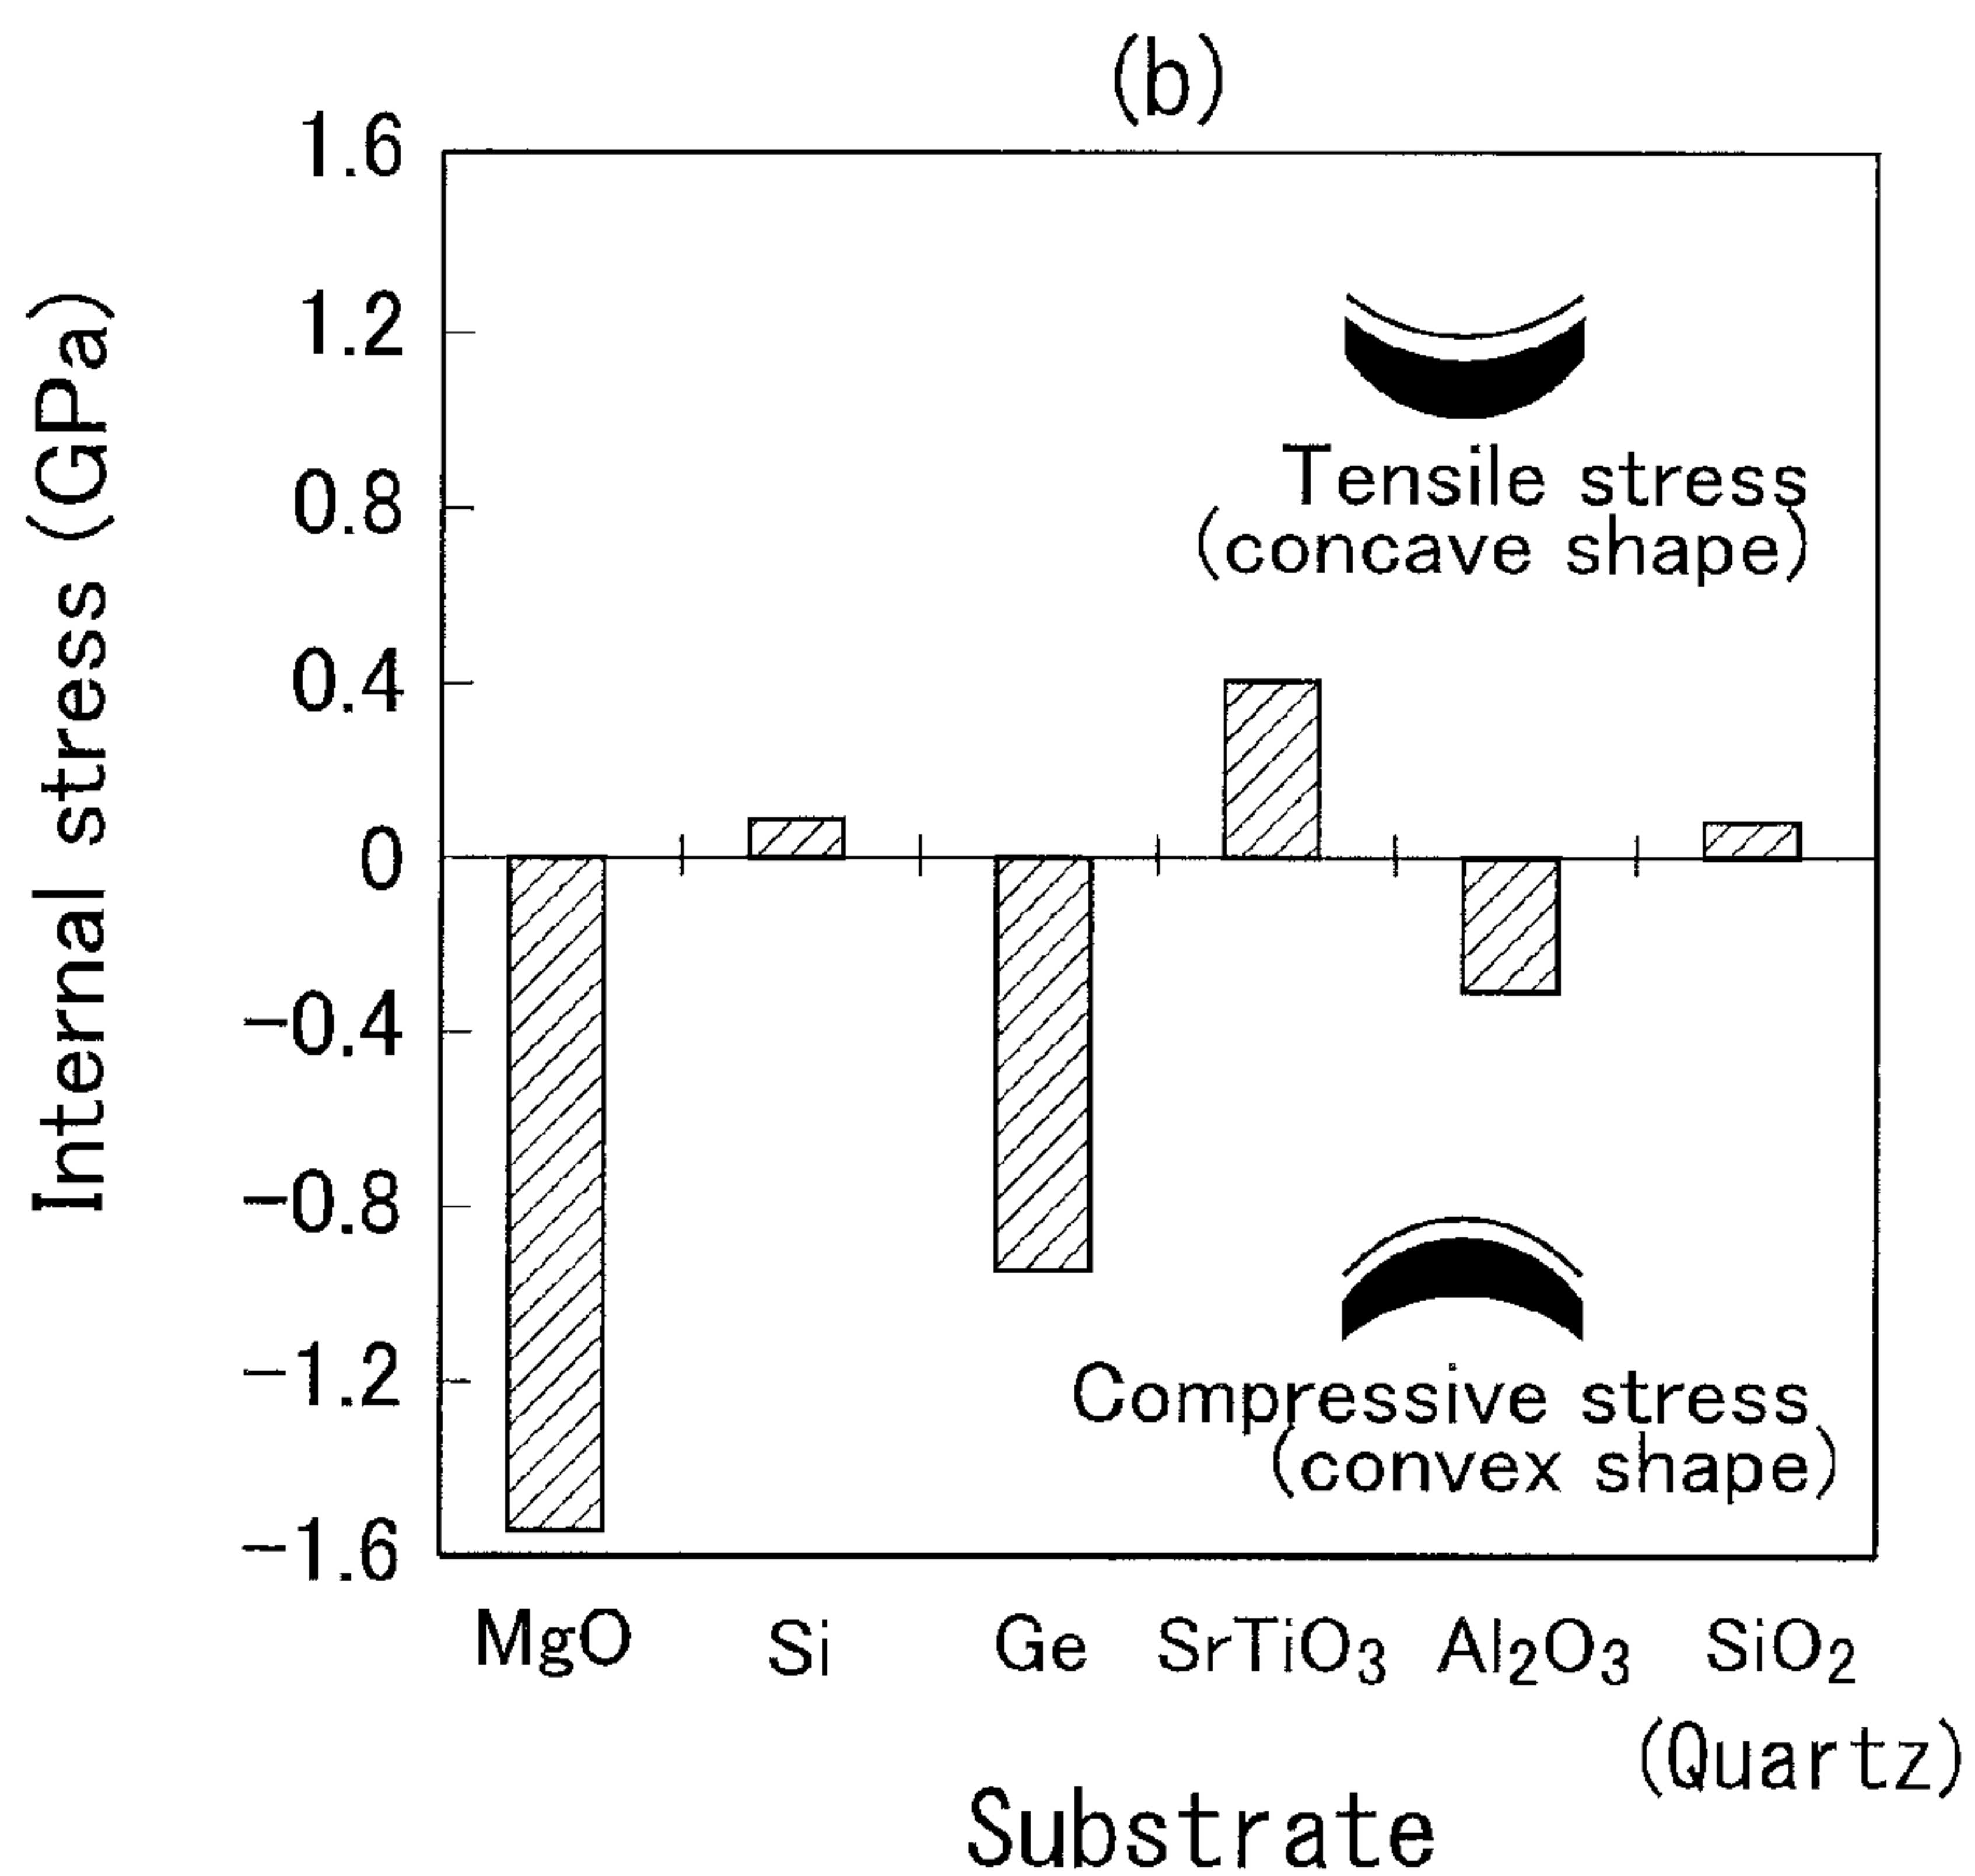 (b)
Internal stress (GPa)
1.6
1.2
0.8
0.4
0
-0.4
-0.8
-1.2
-1.6
Tensile stress
(concave shape)
Compressive stress
(convex shape)
MgO Si Ge SrTiO₃ Al₂O₃ SiO₂
(Quartz)
Substrate